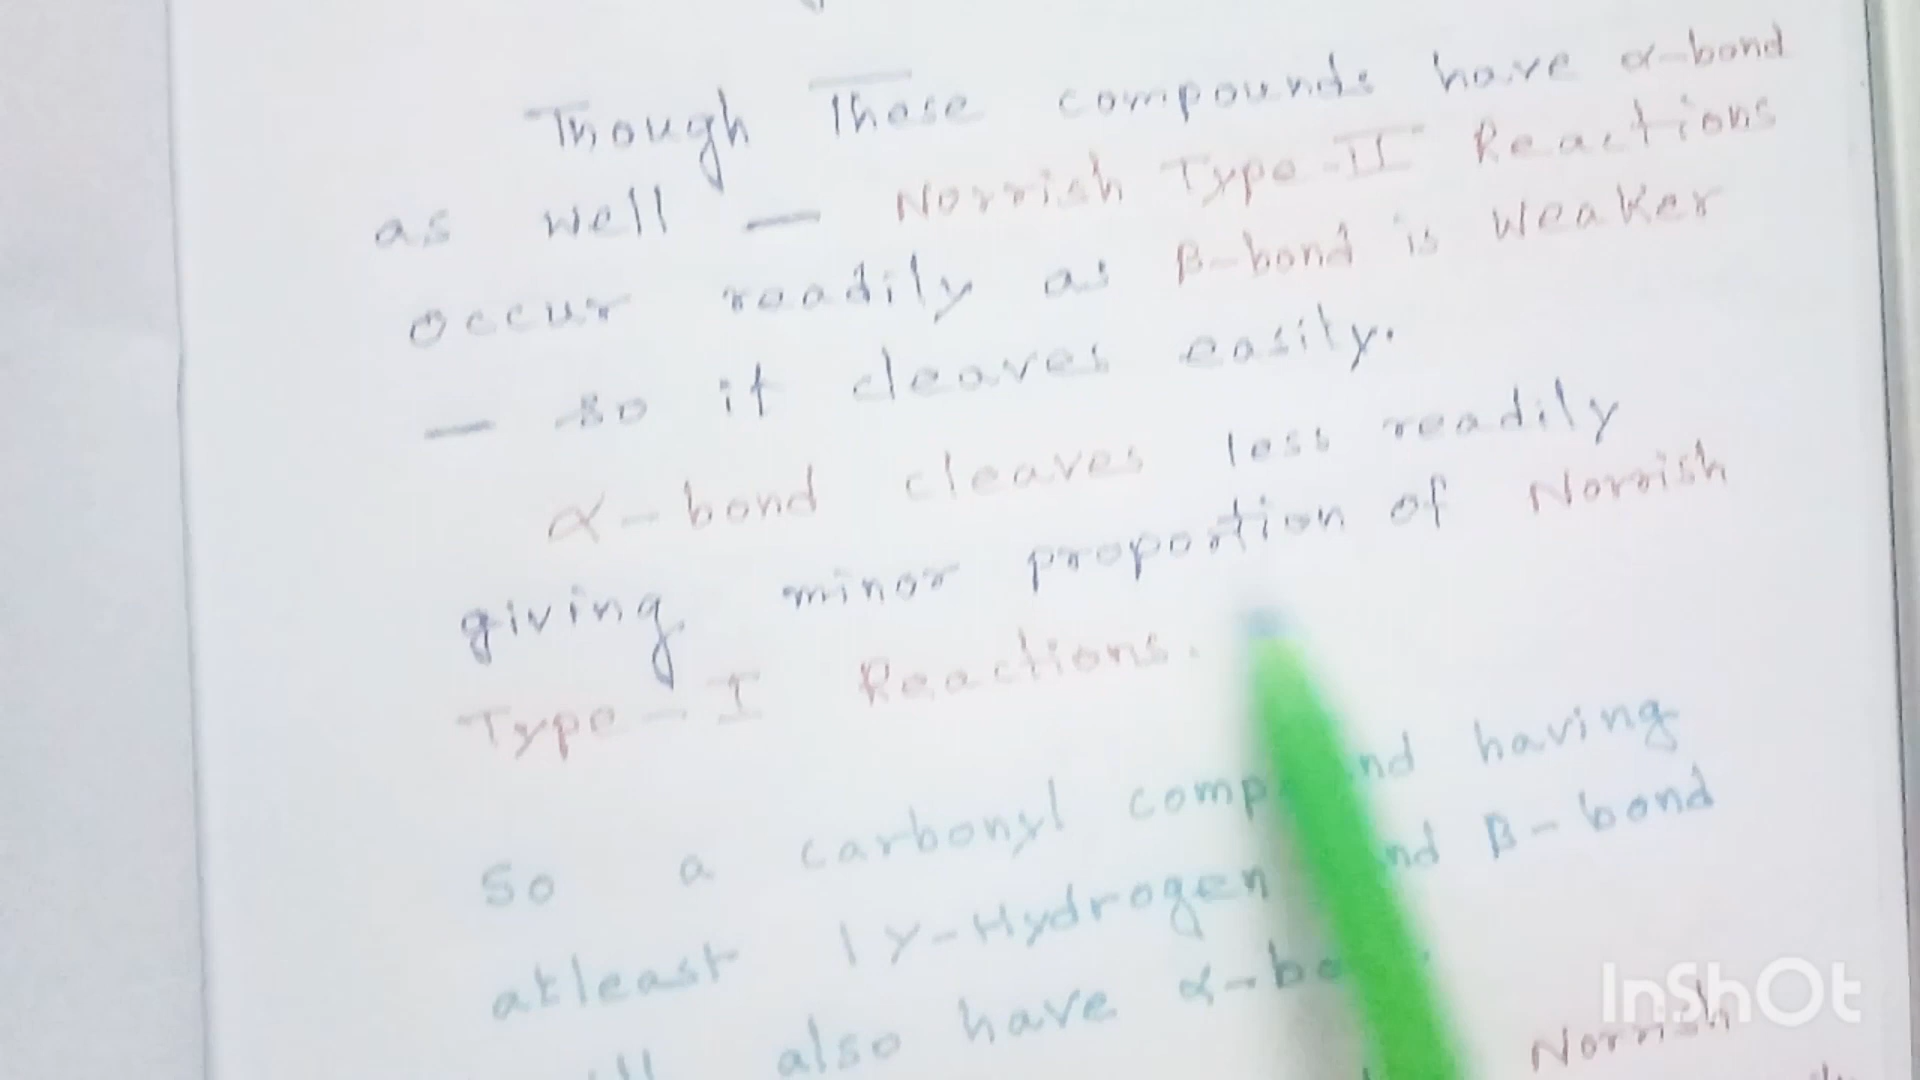 Though These compounds have α-bond
as well — Norrish Type-II Reactions
occur readily as β-bond is weaker
— so it cleaves easily.
α-bond cleaves less readily
giving minor proportion of Norrish
Type-I Reactions.
So a carbonyl having
atleast 1 γ-Hydrogen β-bond
also have
Norrish
InShOt